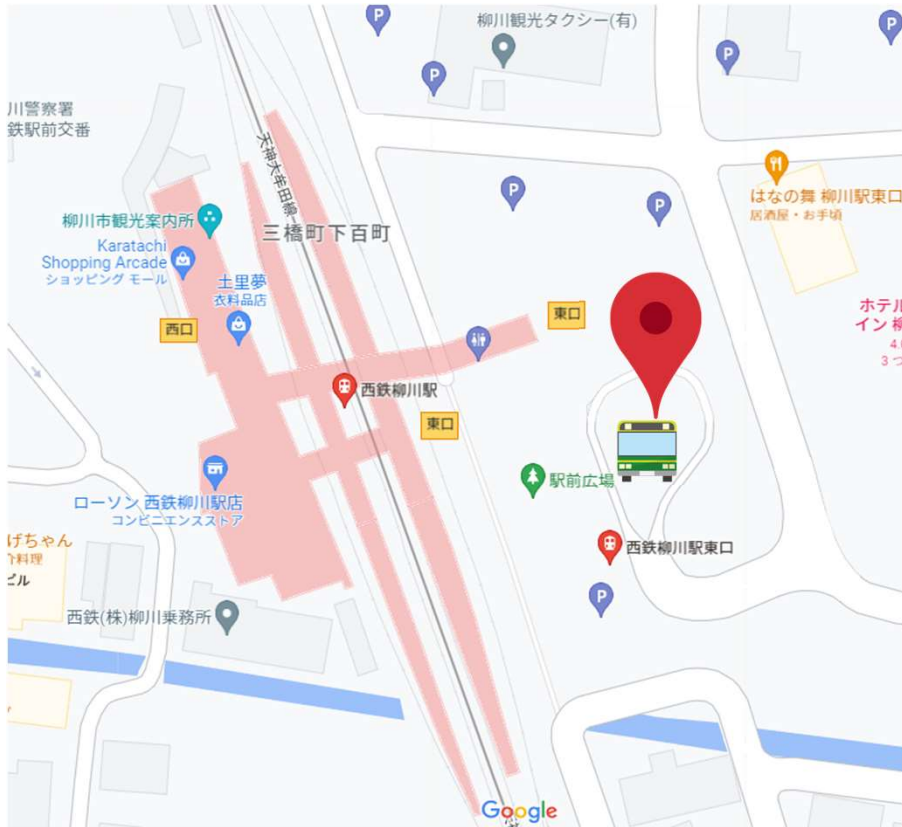 柳川観光タクシー(有)
P
P
P
P
川警察署
鉄駅前交番
天神大牟田線
はなの舞 柳川駅東口
居酒屋・お手頃
P
P
柳川市観光案内所
三橋町下百町
Karatachi
Shopping Arcade
ショッピング モール
土里夢
衣料品店
西口
東口
ホテル
イン 柳
4.
3つ
西鉄柳川駅
東口
駅前広場
ローソン 西鉄柳川駅店
コンビニエンスストア
げちゃん
介料理
ビル
西鉄柳川駅東口
P
西鉄(株)柳川乗務所
Google